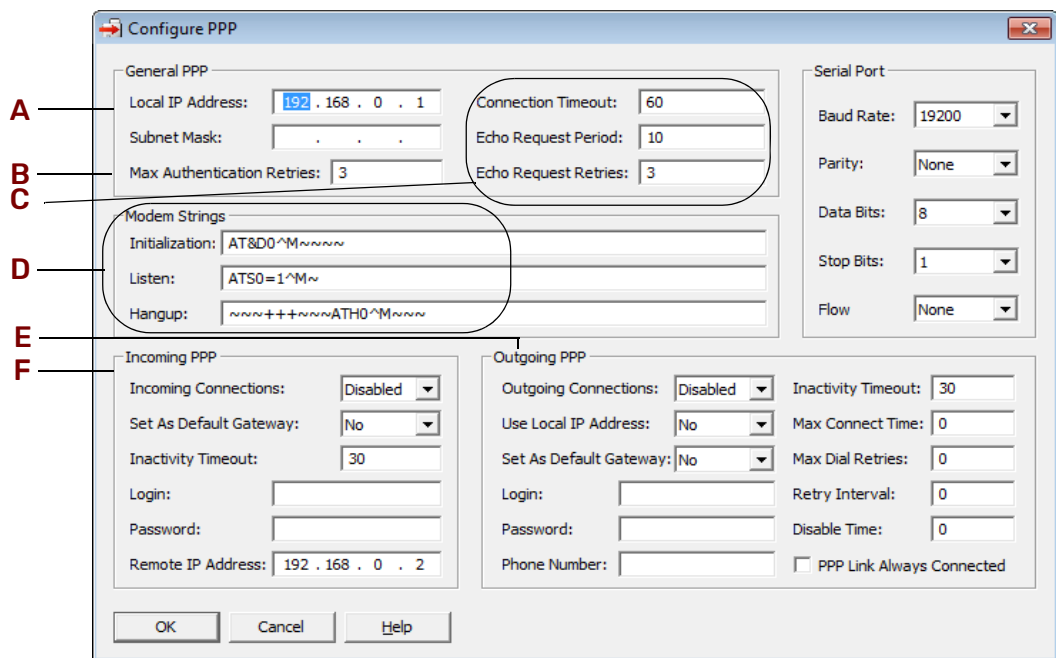 Configure PPP
General PPP
A
Local IP Address: 192 . 168 . 0 . 1
Subnet Mask: . . .
B
Max Authentication Retries: 3
C
Connection Timeout: 60
Echo Request Period: 10
Echo Request Retries: 3
Serial Port
Baud Rate: 19200
Parity: None
Data Bits: 8
Stop Bits: 1
Flow None
Modem Strings
Initialization: AT&D0^M~~~~
D
Listen: ATS0=1^M~
Hangup: ~~~+++~~~ATH0^M~~~
E
F
Incoming PPP
Incoming Connections: Disabled
Set As Default Gateway: No
Inactivity Timeout: 30
Login:
Password:
Remote IP Address: 192 . 168 . 0 . 2
Outgoing PPP
Outgoing Connections: Disabled
Use Local IP Address: No
Set As Default Gateway: No
Login:
Password:
Phone Number:
Inactivity Timeout: 30
Max Connect Time: 0
Max Dial Retries: 0
Retry Interval: 0
Disable Time: 0
PPP Link Always Connected
OK Cancel Help